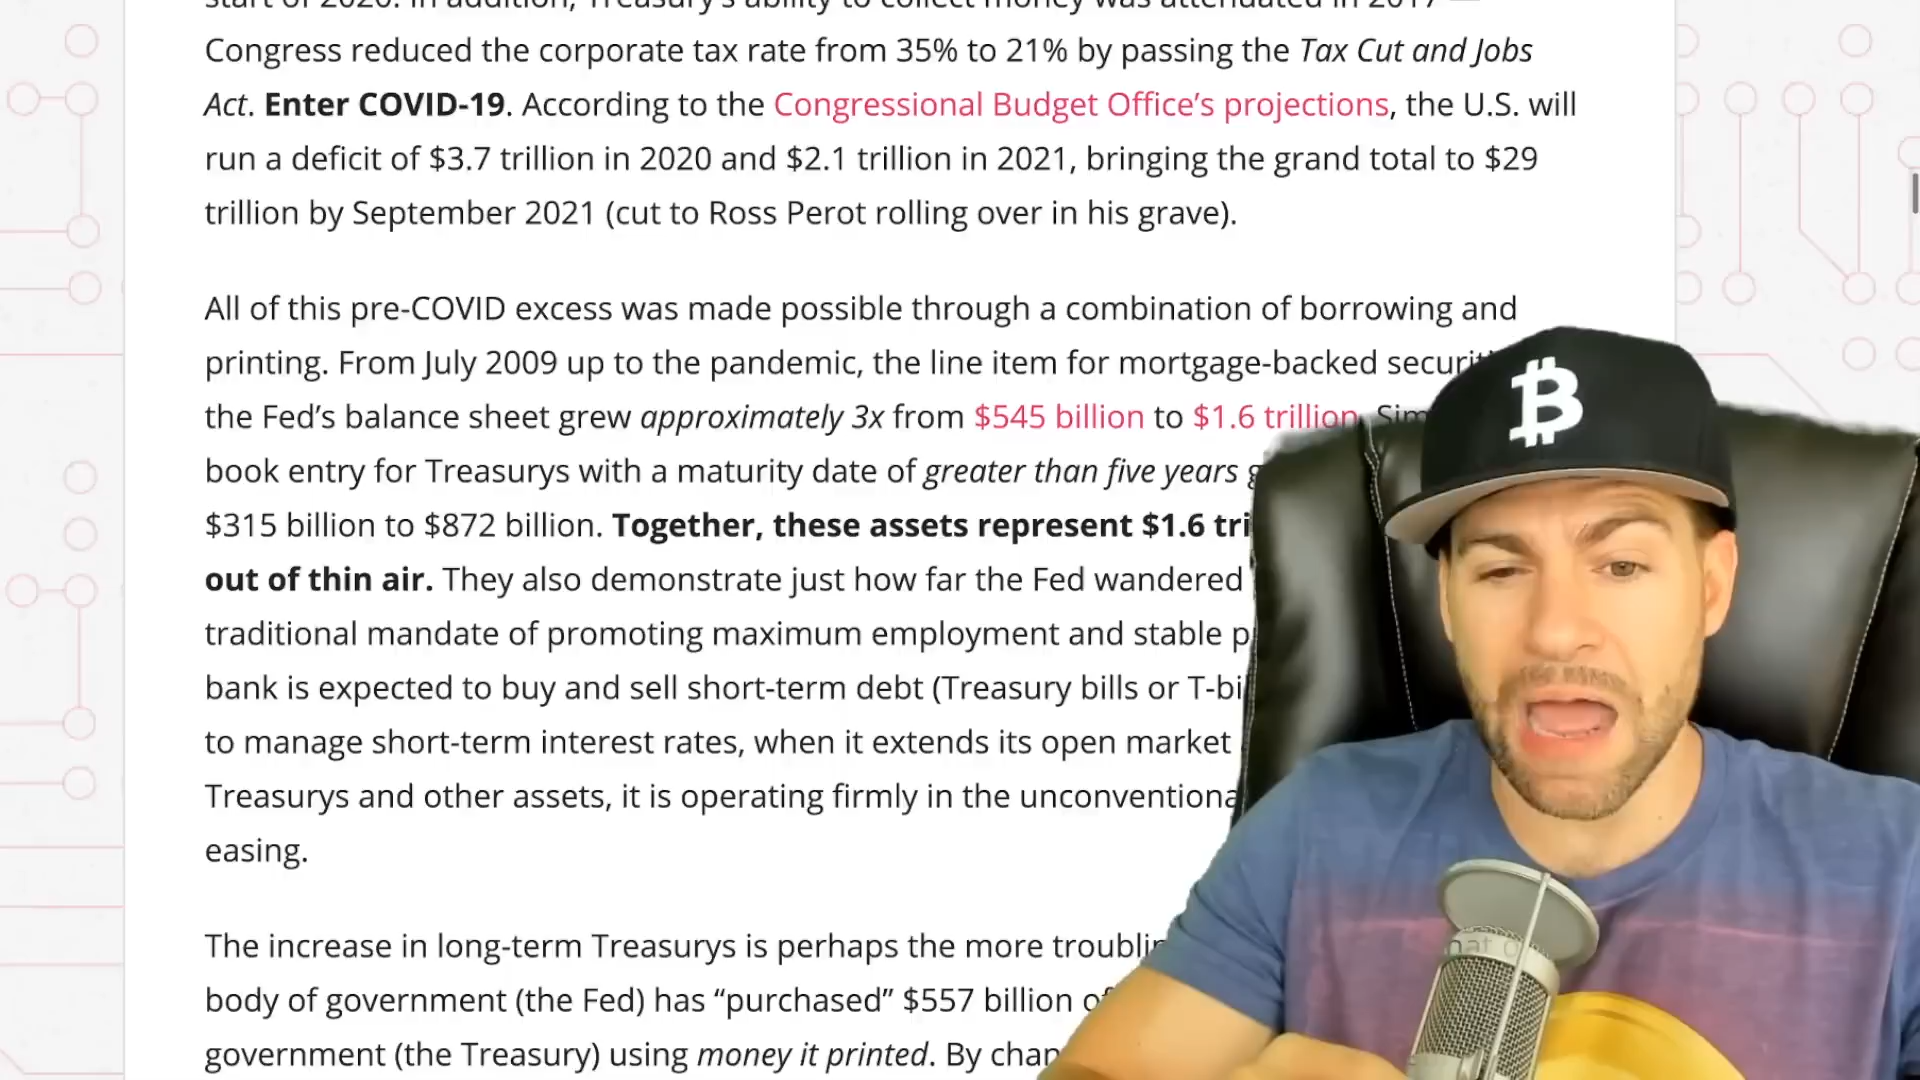 start of 2020. In addition, Treasury's ability to collect money was attenuated in 2017 —
Congress reduced the corporate tax rate from 35% to 21% by passing the Tax Cut and Jobs
Act. Enter COVID-19. According to the Congressional Budget Office's projections, the U.S. will
run a deficit of $3.7 trillion in 2020 and $2.1 trillion in 2021, bringing the grand total to $29
trillion by September 2021 (cut to Ross Perot rolling over in his grave).
All of this pre-COVID excess was made possible through a combination of borrowing and
printing. From July 2009 up to the pandemic, the line item for mortgage-backed securiti
the Fed's balance sheet grew approximately 3x from $545 billion to $1.6 trillion. Sim
book entry for Treasurys with a maturity date of greater than five years g
$315 billion to $872 billion. Together, these assets represent $1.6 tri
out of thin air. They also demonstrate just how far the Fed wandered
traditional mandate of promoting maximum employment and stable p
bank is expected to buy and sell short-term debt (Treasury bills or T-bi
to manage short-term interest rates, when it extends its open market
Treasurys and other assets, it is operating firmly in the unconventiona
easing.
The increase in long-term Treasurys is perhaps the more troublin
body of government (the Fed) has “purchased” $557 billion of
government (the Treasury) using money it printed. By chan